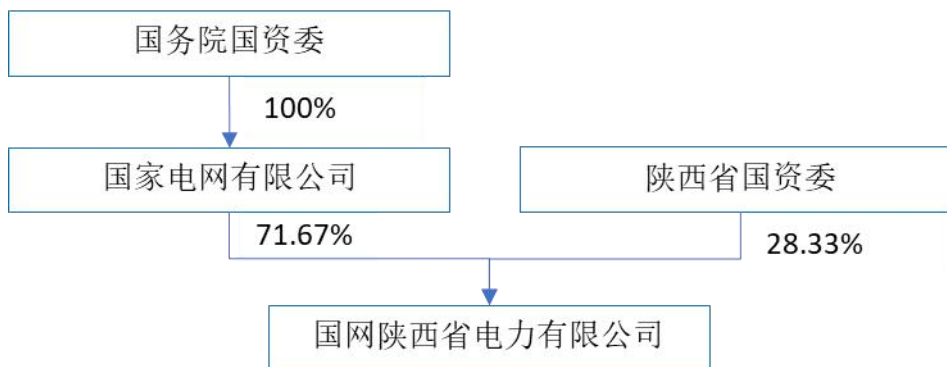 国务院国资委
100%
国家电网有限公司
陕西省国资委
71.67%
28.33%
国网陕西省电力有限公司